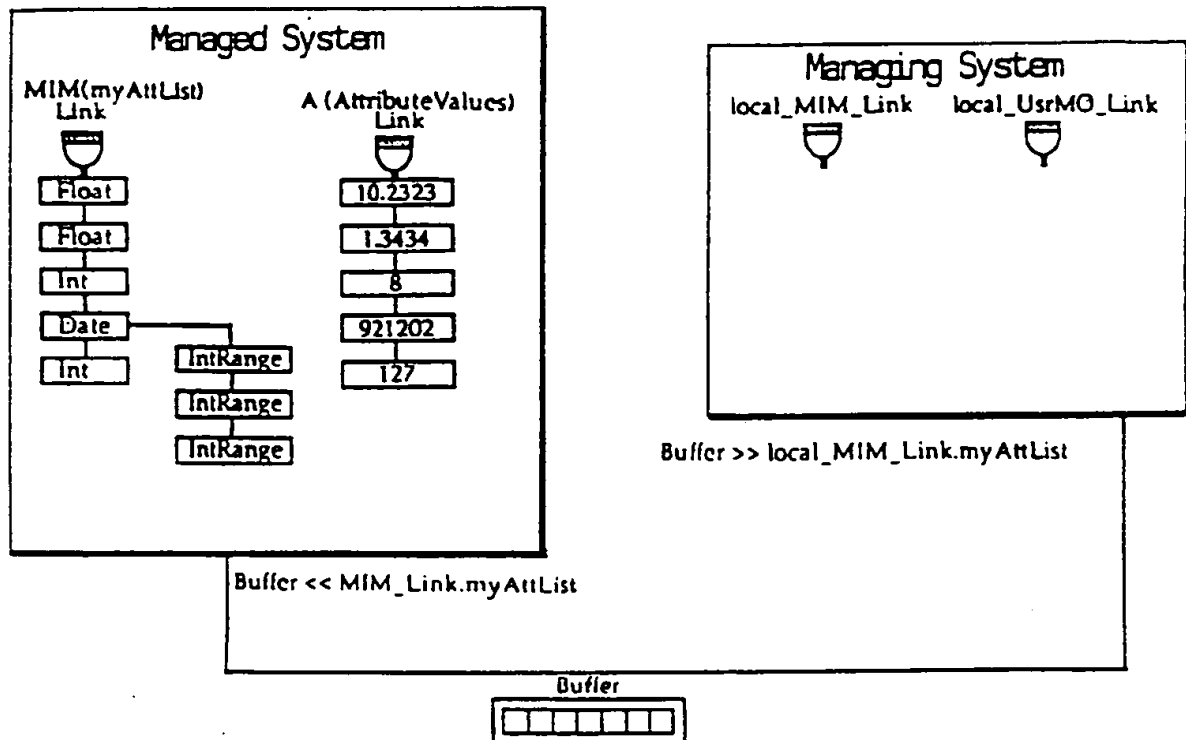 Managed System
MIM(myAttList)
Link
Float
Float
Int
Date
Int
IntRange
IntRange
IntRange
A (AttributeValues)
Link
10.2323
1.3434
8
921202
127
Managing System
local_MIM_Link
local_UsrMO_Link
Buffer >> local_MIM_Link.myAttList
Buffer << MIM_Link.myAttList
Buffer